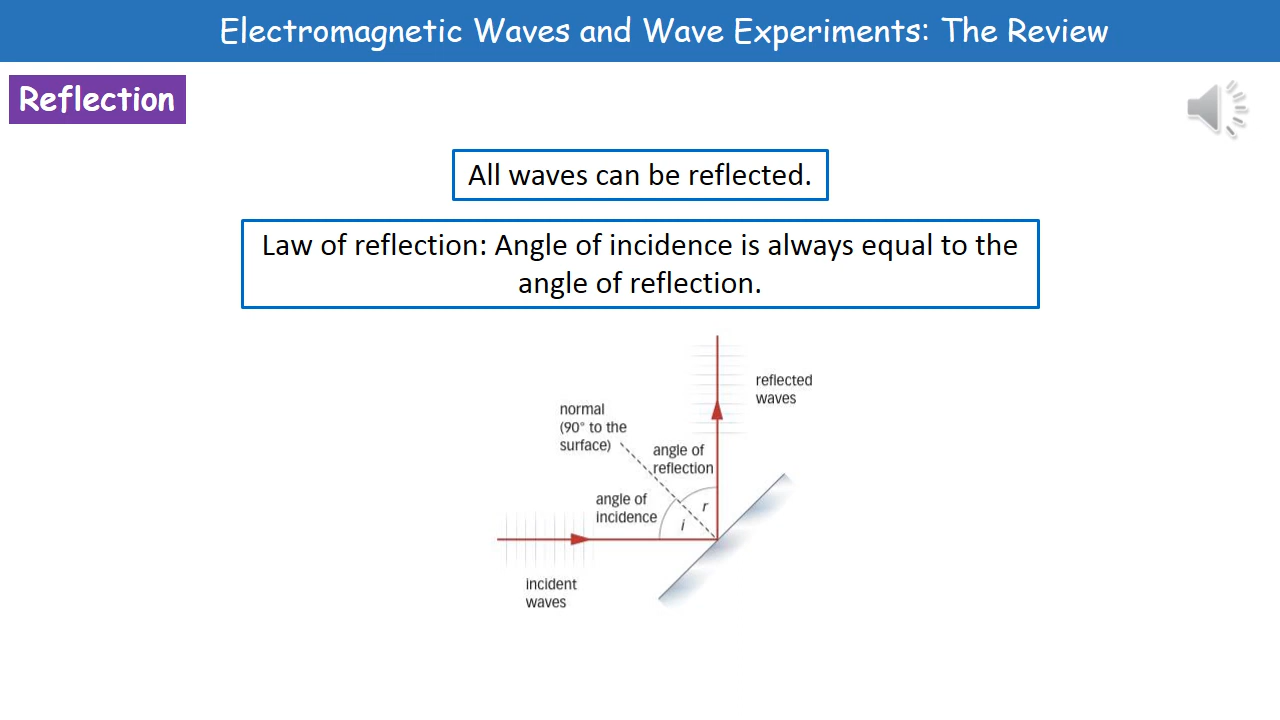 Electromagnetic Waves and Wave Experiments: The Review
Reflection
All waves can be reflected.
Law of reflection: Angle of incidence is always equal to the
angle of reflection.
reflected
waves
normal
(90° to the
surface)
angle of
reflection
angle of
incidence
r
i
incident
waves